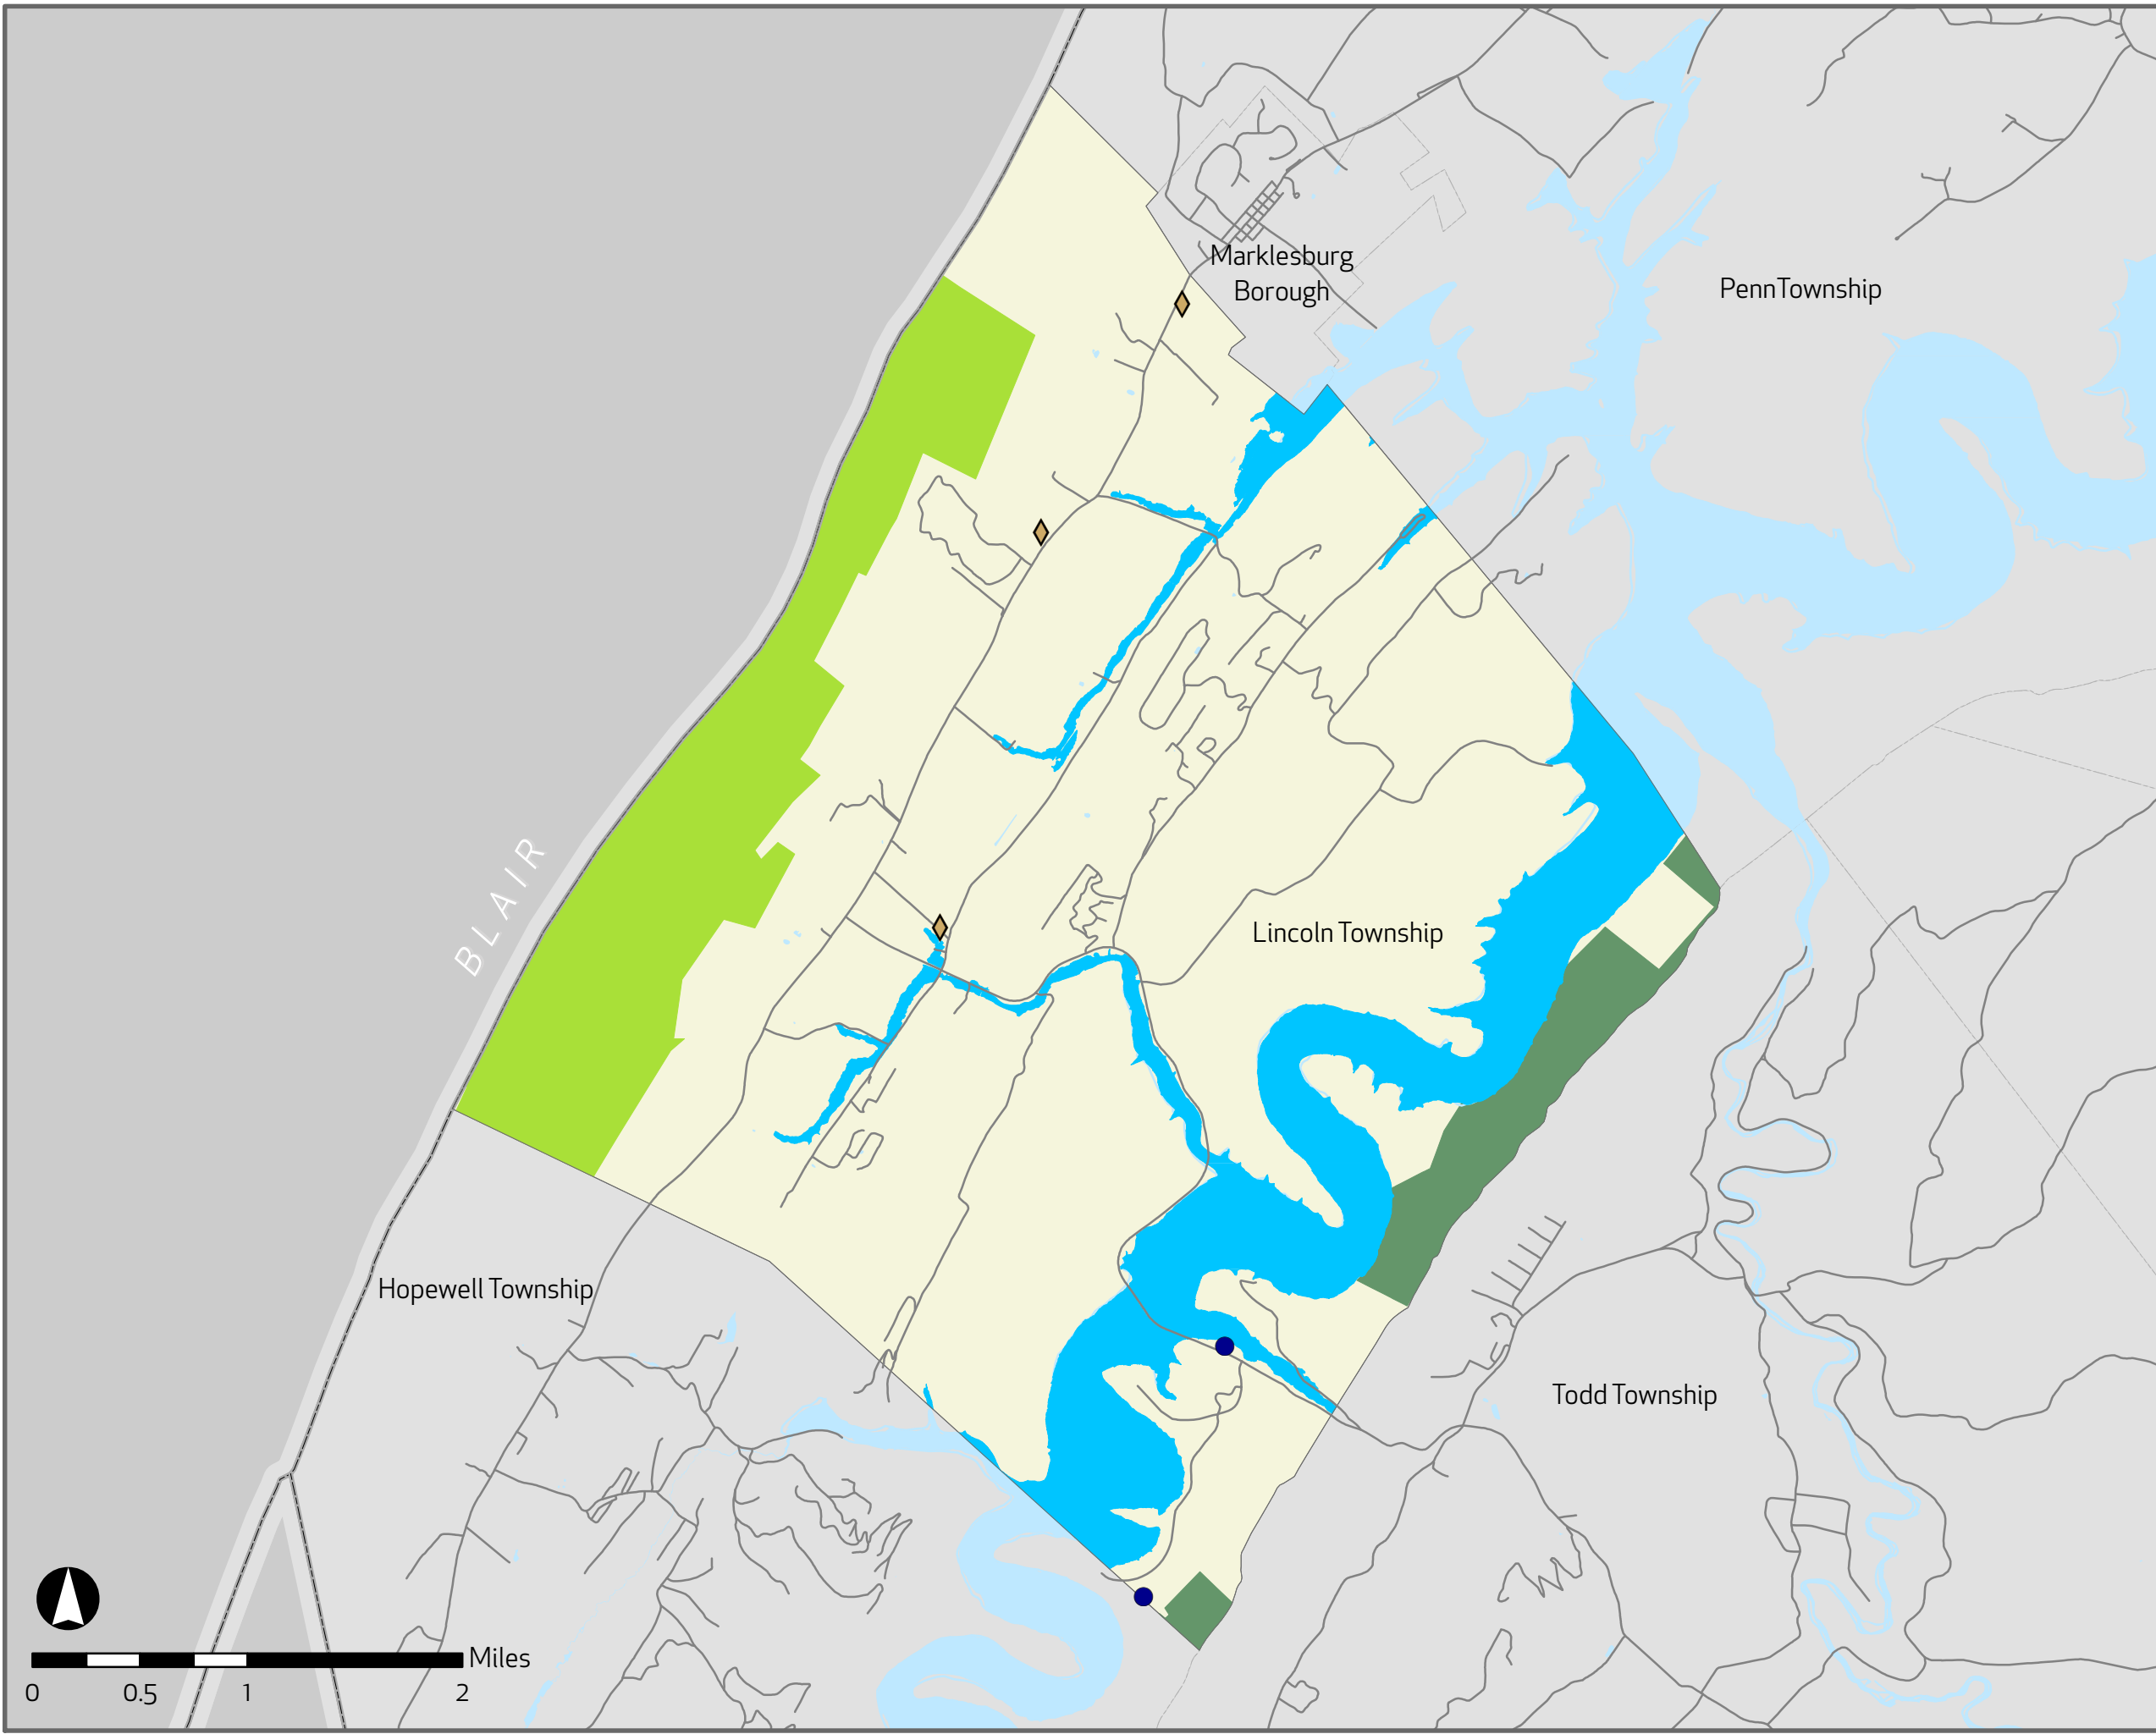 Marklesburg
Borough
PennTownship
BLAIR
Lincoln Township
Hopewell Township
Todd Township
Miles
0 0.5 1 2